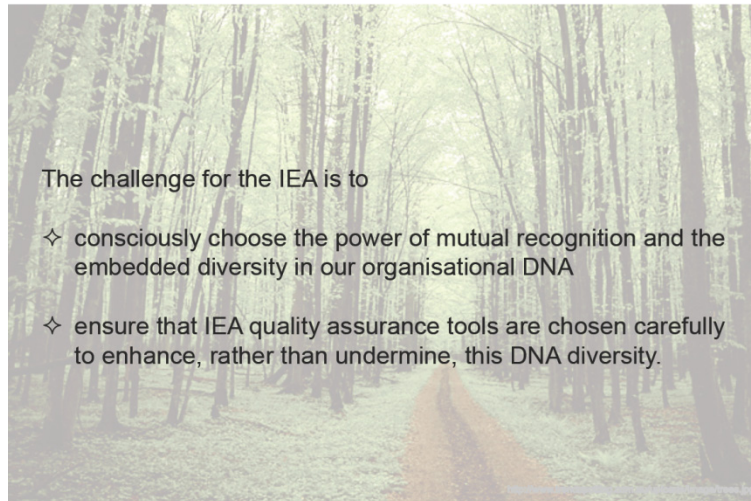 The challenge for the IEA is to
✧ consciously choose the power of mutual recognition and the
embedded diversity in our organisational DNA
✧ ensure that IEA quality assurance tools are chosen carefully
to enhance, rather than undermine, this DNA diversity.